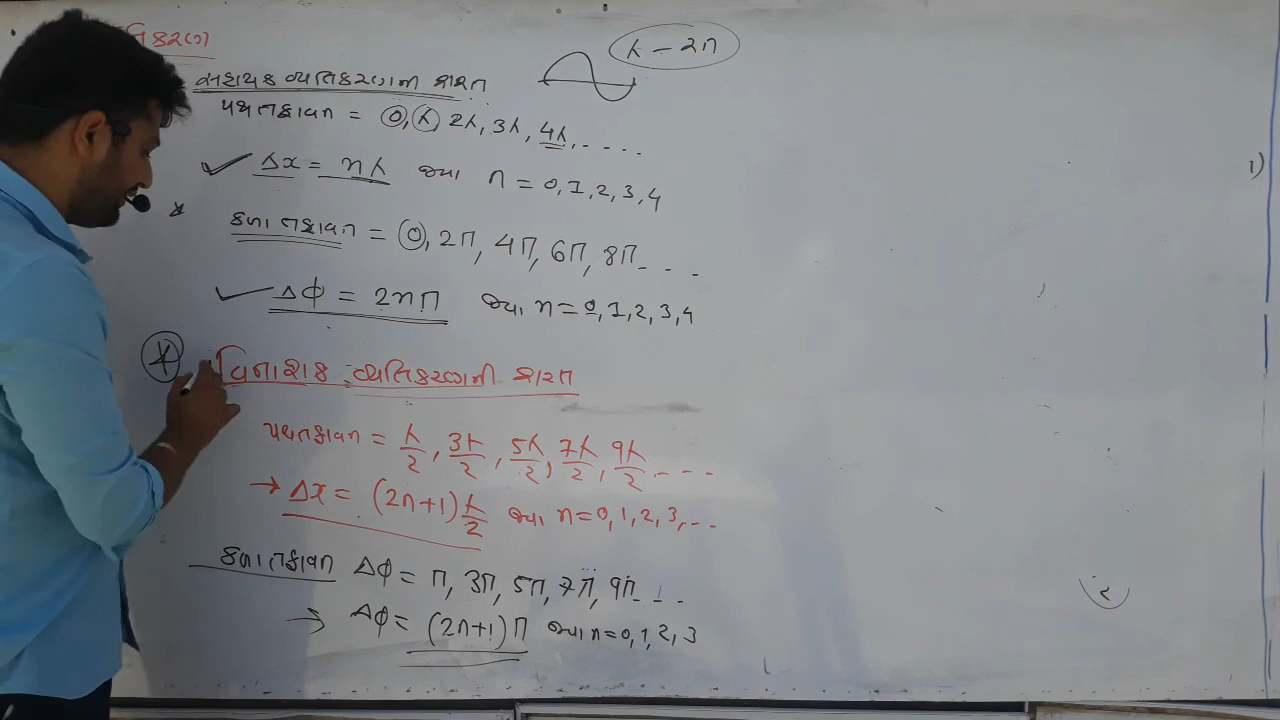 વ્યતિકરણની શરત
λ – 2π
પથતફાવત = 0, λ, 2λ, 3λ, 4λ, . . . .
Δx = nλ જ્યાં n = 0, 1, 2, 3, 4
કળાતફાવત = 0, 2π, 4π, 6π, 8π - - -
ΔΦ = 2nπ જ્યાં n = 0, 1, 2, 3, 4
વિનાશક વ્યતિકરણની શરત
પથતફાવત = λ/2, 3λ/2, 5λ/2, 7λ/2, 9λ/2, - - -
→ Δx = (2n+1) λ/2 જ્યાં n = 0, 1, 2, 3, ...
કળાતફાવત ΔΦ = π, 3π, 5π, 7π, 9π - - .
→ ΔΦ = (2n+1)π જ્યાં n = 0, 1, 2, 3
1)